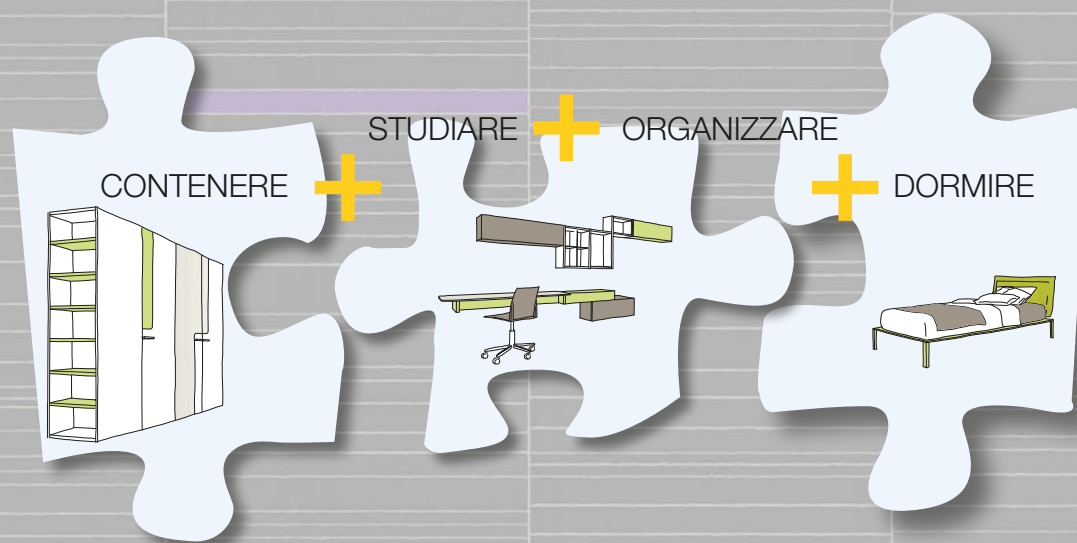 CONTENERE +
STUDIARE + ORGANIZZARE
+ DORMIRE